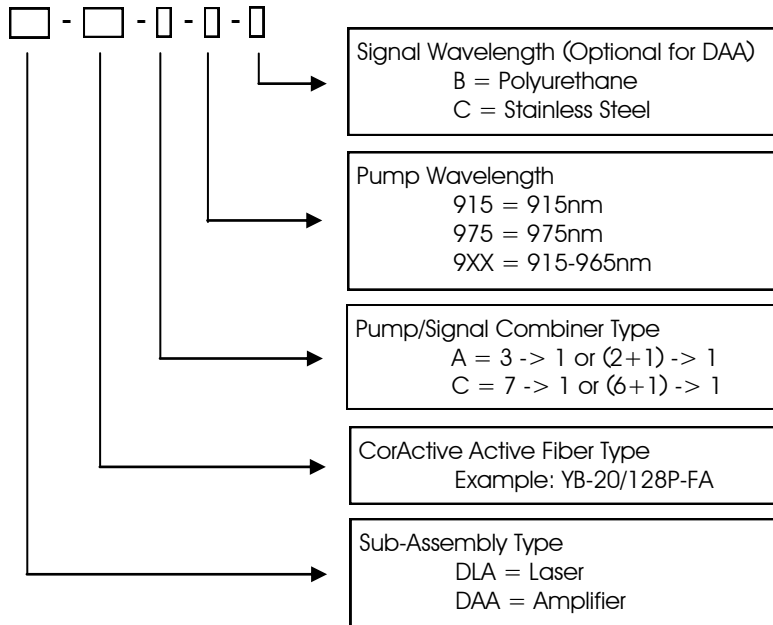 - - - -
Signal Wavelength (Optional for DAA)
B = Polyurethane
C = Stainless Steel
Pump Wavelength
915 = 915nm
975 = 975nm
9XX = 915-965nm
Pump/Signal Combiner Type
A = 3 -> 1 or (2+1) -> 1
C = 7 -> 1 or (6+1) -> 1
CorActive Active Fiber Type
Example: YB-20/128P-FA
Sub-Assembly Type
DLA = Laser
DAA = Amplifier